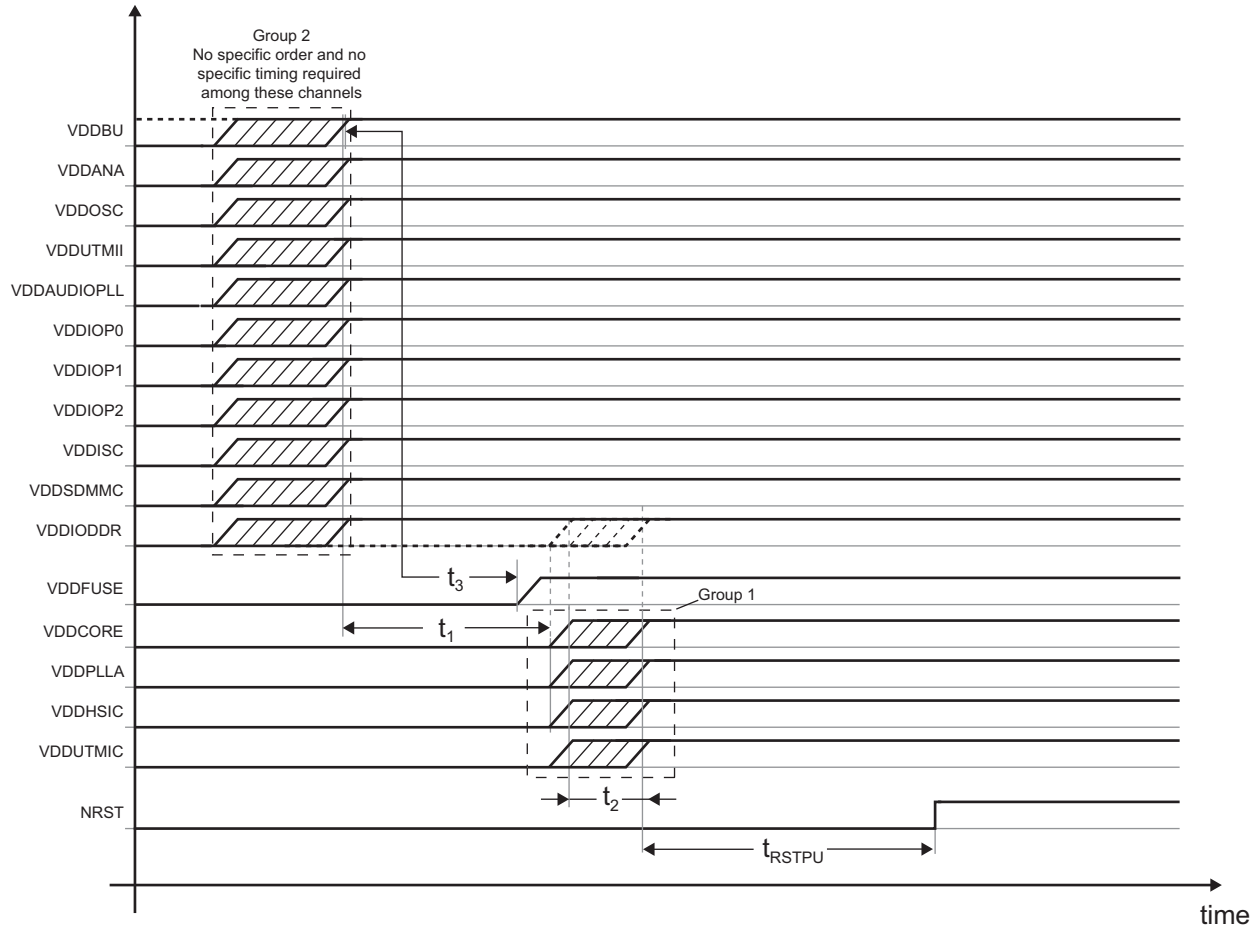 Group 2
No specific order and no
specific timing required
among these channels
VDDBU
VDDANA
VDDOSC
VDDUTMII
VDDAUDIOPLL
VDDIOP0
VDDIOP1
VDDIOP2
VDDISC
VDDSDMMC
VDDIODDR
t3
VDDFUSE
Group 1
VDDCORE
t1
VDDPLLA
VDDHSIC
VDDUTMIC
t2
NRST
tRSTPU
time